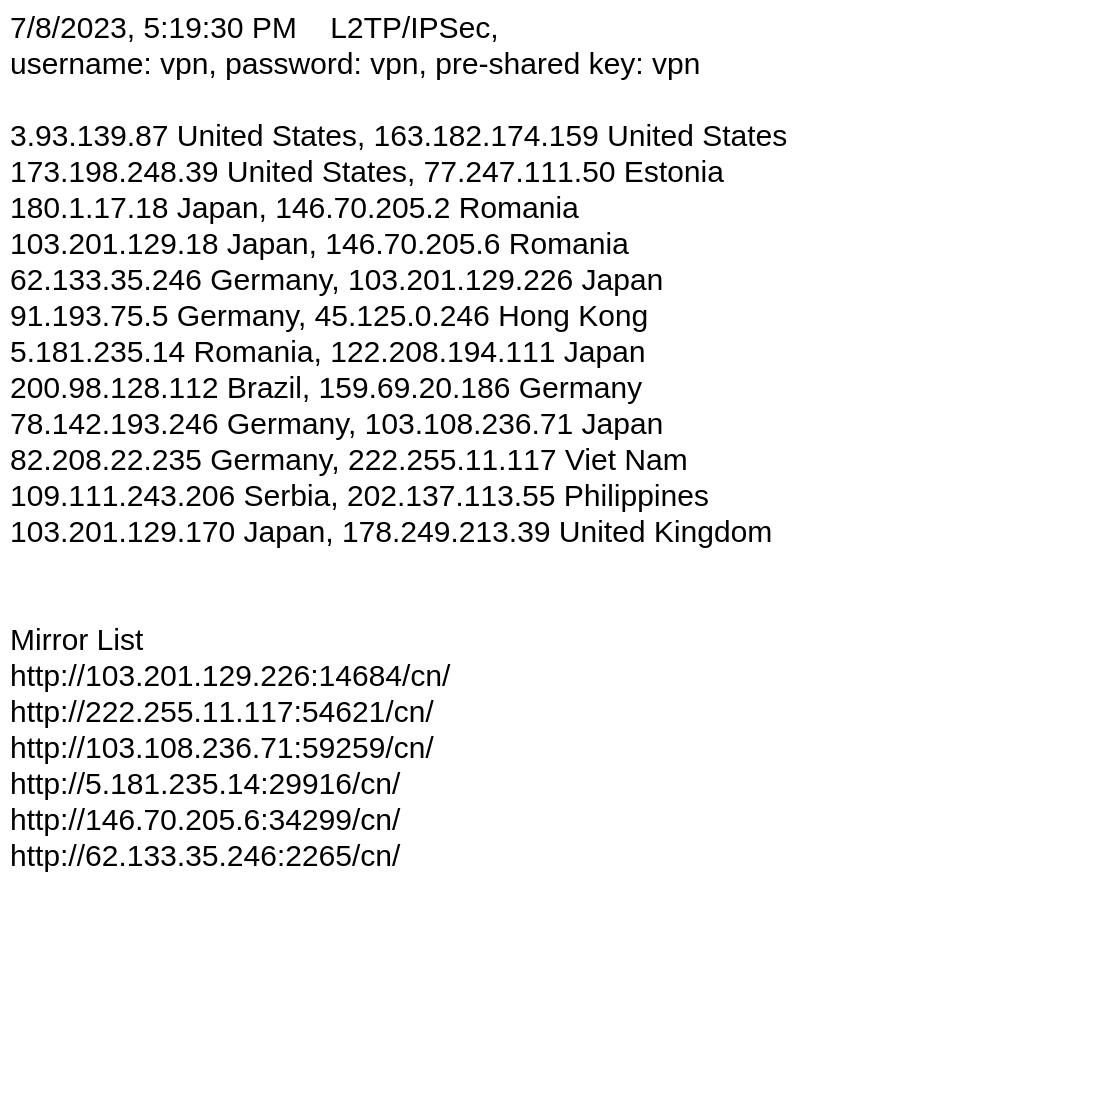 7/8/2023, 5:19:30 PM    L2TP/IPSec,
username: vpn, password: vpn, pre-shared key: vpn
3.93.139.87 United States, 163.182.174.159 United States
173.198.248.39 United States, 77.247.111.50 Estonia
180.1.17.18 Japan, 146.70.205.2 Romania
103.201.129.18 Japan, 146.70.205.6 Romania
62.133.35.246 Germany, 103.201.129.226 Japan
91.193.75.5 Germany, 45.125.0.246 Hong Kong
5.181.235.14 Romania, 122.208.194.111 Japan
200.98.128.112 Brazil, 159.69.20.186 Germany
78.142.193.246 Germany, 103.108.236.71 Japan
82.208.22.235 Germany, 222.255.11.117 Viet Nam
109.111.243.206 Serbia, 202.137.113.55 Philippines
103.201.129.170 Japan, 178.249.213.39 United Kingdom
Mirror List
http://103.201.129.226:14684/cn/
http://222.255.11.117:54621/cn/
http://103.108.236.71:59259/cn/
http://5.181.235.14:29916/cn/
http://146.70.205.6:34299/cn/
http://62.133.35.246:2265/cn/